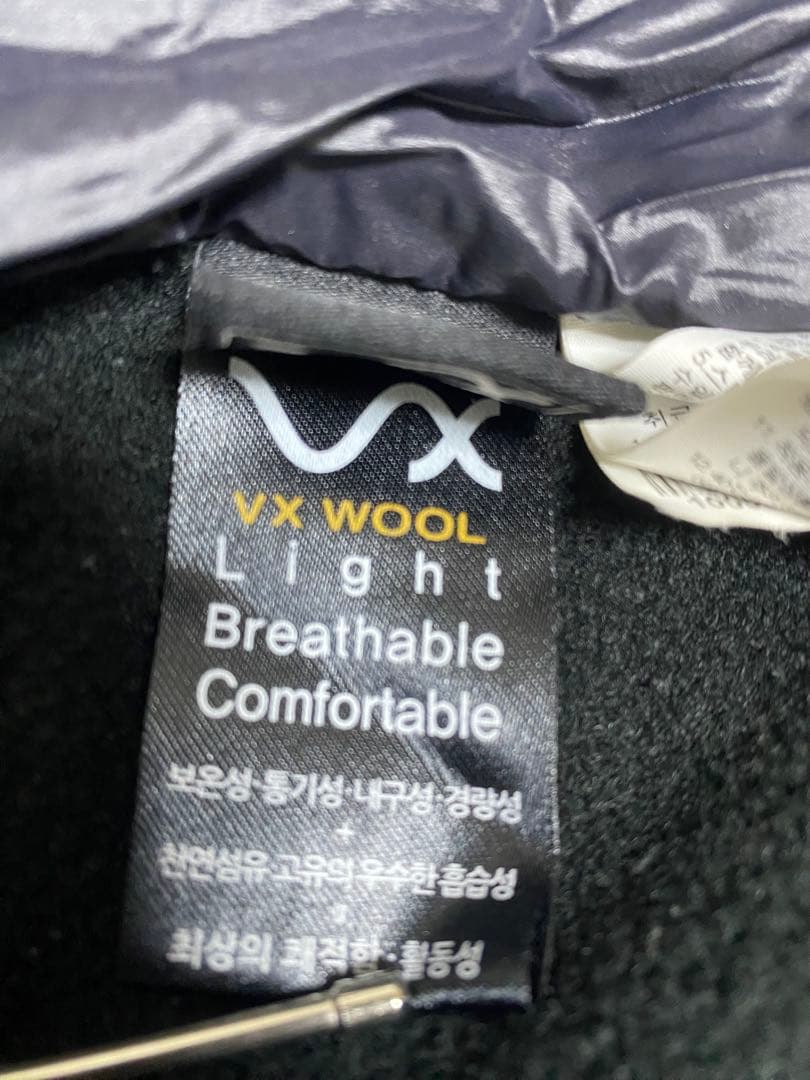 VX
VX WOOL
Light
Breathable
Comfortable
보온성·통기성·내구성·경량성
+
천연섬유 고유의 우수한 흡습성
최상의 쾌적함·활동성